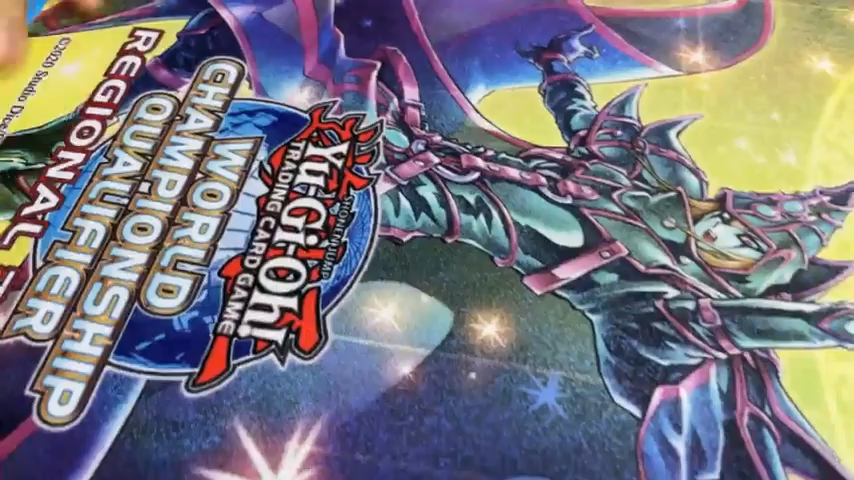 SHONEN JUMP
Yu-Gi-Oh!
TRADING CARD GAME
WORLD
CHAMPIONSHIP
QUALIFIER
REGIONAL
©2020 Studio Dice